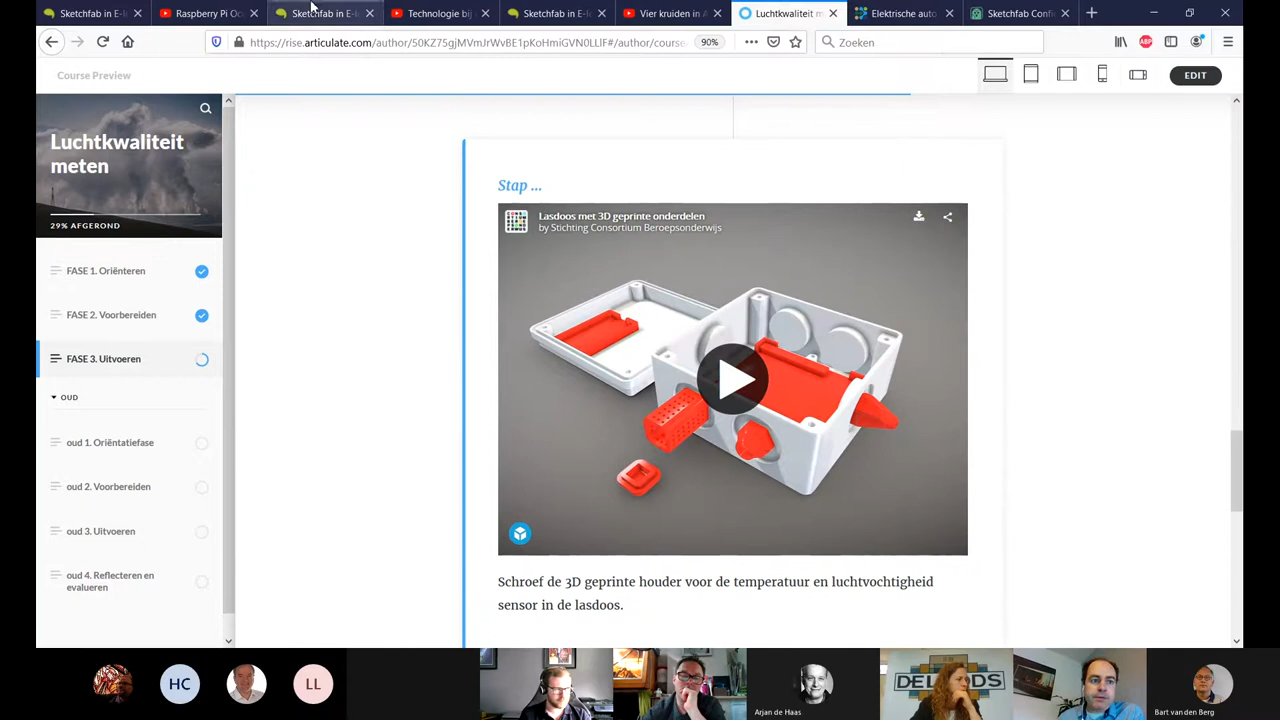 Sketchfab in E-l
Raspberry Pi Oo
Sketchfab in E-l
Technologie bij
Sketchfab in E-l
Vier kruiden in A
Luchtkwaliteit m
Elektrische auto
Sketchfab Confi
https://rise.articulate.com/author/50KZ75gjMVmJrWvBE1pKoHmiGVN0LLlF#/author/course
90%
Zoeken
ABP
Course Preview
EDIT
Luchtkwaliteit
meten
29% AFGEROND
FASE 1. Oriënteren
FASE 2. Voorbereiden
FASE 3. Uitvoeren
OUD
oud 1. Oriëntatiefase
oud 2. Voorbereiden
oud 3. Uitvoeren
oud 4. Reflecteren en
evalueren
Stap ...
Lasdoos met 3D geprinte onderdelen
by Stichting Consortium Beroepsonderwijs
Schroef de 3D geprinte houder voor de temperatuur en luchtvochtigheid
sensor in de lasdoos.
HC
LL
Arjan de Haas
Bart van den Berg